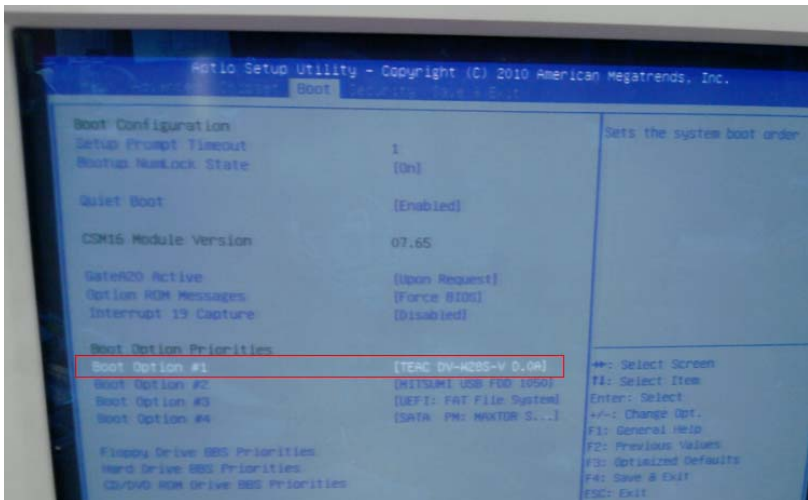 Aptio Setup Utility - Copyright (C) 2010 American Megatrends, Inc.
Boot Security Save & Exit
Boot Configuration
Setup Prompt Timeout 1
Bootup NumLock State [On]
Quiet Boot [Enabled]
CSM16 Module Version 07.65
GateA20 Active [Upon Request]
Option ROM Messages [Force BIOS]
Interrupt 19 Capture [Disabled]
Boot Option Priorities
Boot Option #1 [TEAC DV-W28S-V D.0A]
Boot Option #2 [MITSUMI USB FDD 1050]
Boot Option #3 [UEFI: FAT File System]
Boot Option #4 [SATA PM: MAXTOR S...]
Floppy Drive BBS Priorities
Hard Drive BBS Priorities
CD/DVD ROM Drive BBS Priorities
Sets the system boot order
↔: Select Screen
↑↓: Select Item
Enter: Select
+/-: Change Opt.
F1: General Help
F2: Previous Values
F3: Optimized Defaults
F4: Save & Exit
ESC: Exit